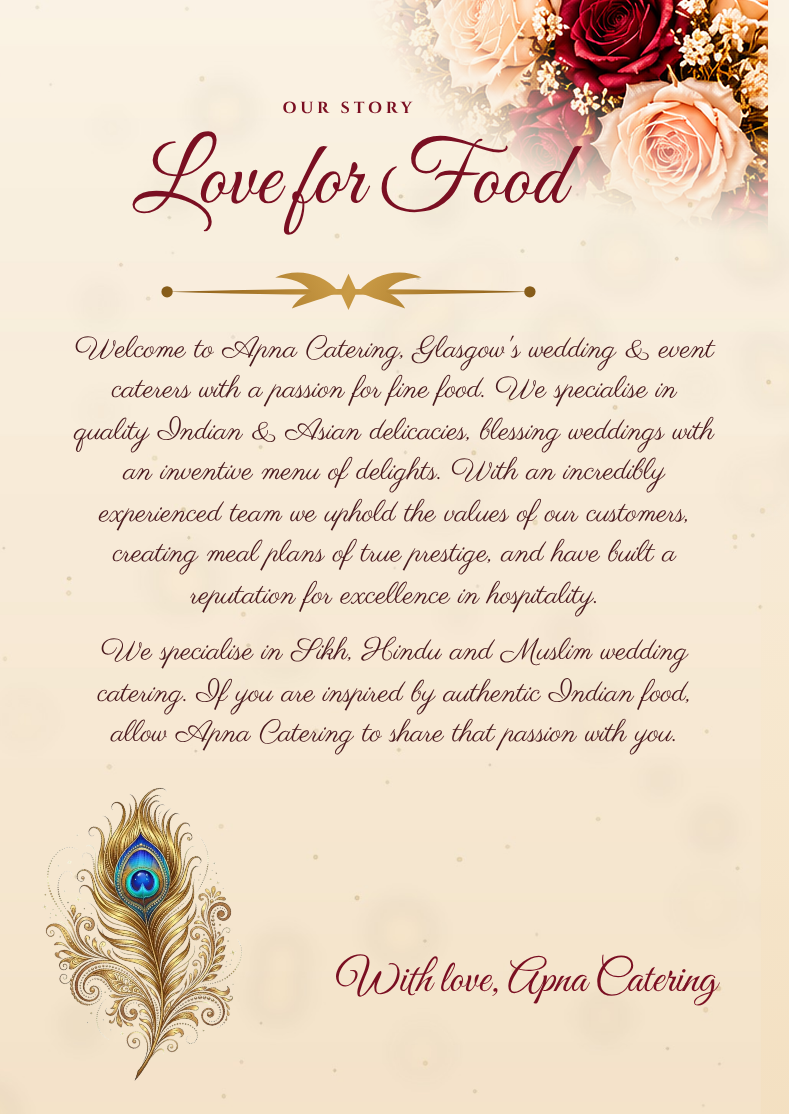 OUR STORY
Love for Food
Welcome to Apna Catering, Glasgow's wedding & event
caterers with a passion for fine food. We specialise in
quality Indian & Asian delicacies, blessing weddings with
an inventive menu of delights. With an incredibly
experienced team we uphold the values of our customers,
creating meal plans of true prestige, and have built a
reputation for excellence in hospitality.
We specialise in Sikh, Hindu and Muslim wedding
catering. If you are inspired by authentic Indian food,
allow Apna Catering to share that passion with you.
With love, Apna Catering